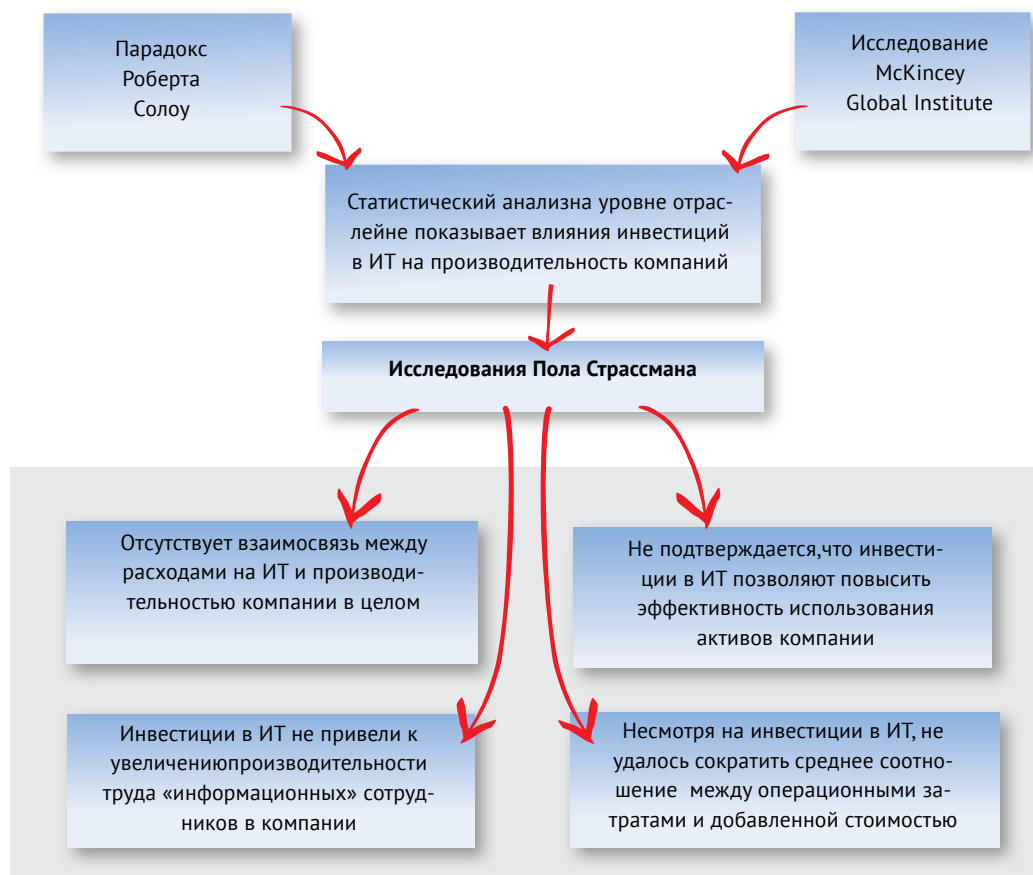 Парадокс
Роберта
Солоу
Исследование
McKincey
Global Institute
Статистический анализна уровне отрас-
лейне показывает влияния инвестиций
в ИТ на производительность компаний
Исследования Пола Страссмана
Отсутствует взаимосвязь между
расходами на ИТ и производи-
тельностью компании в целом
Не подтверждается,что инвести-
ции в ИТ позволяют повысить
эффективность использования
активов компании
Инвестиции в ИТ не привели к
увеличениюпроизводительности
труда «информационных» сотруд-
ников в компании
Несмотря на инвестиции в ИТ, не
удалось сократить среднее соотно-
шение между операционными за-
тратами и добавленной стоимостью